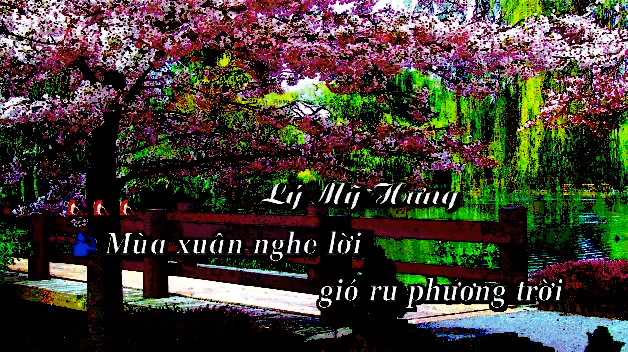 Lý Mỹ Hưng
Mùa xuân nghe lời
gió ru phương trời